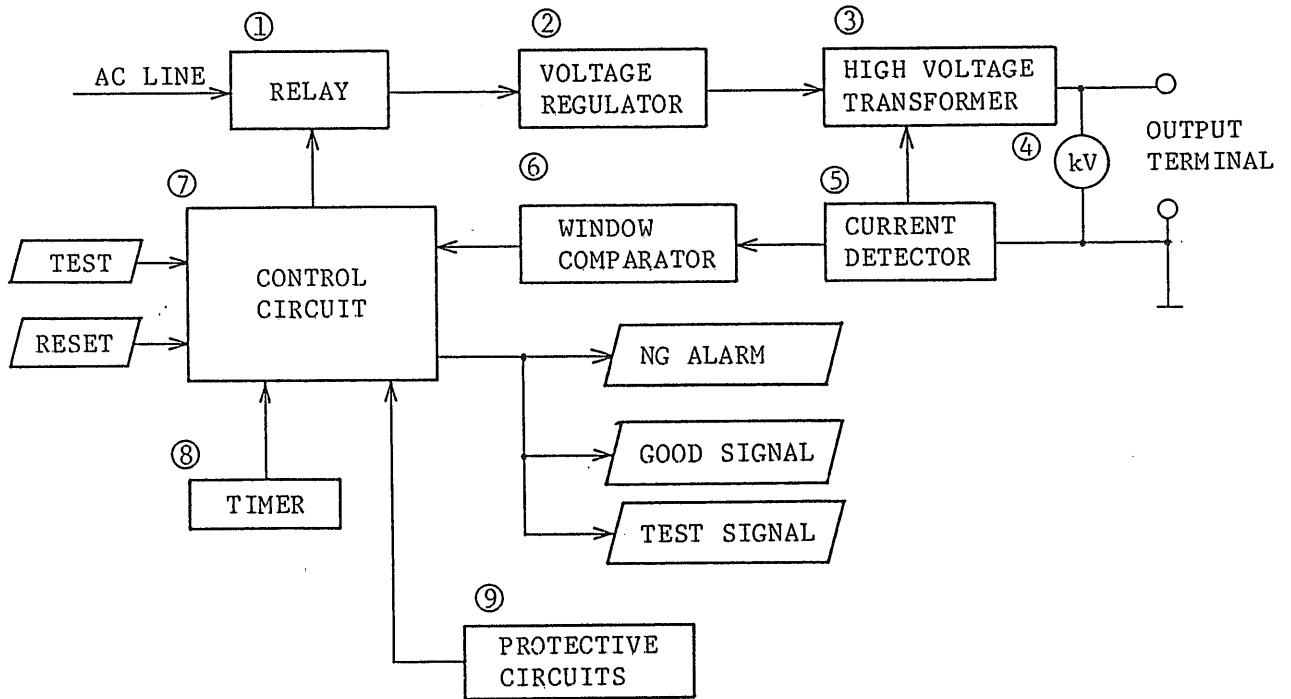 ①
②
③
AC LINE
RELAY
VOLTAGE
REGULATOR
HIGH VOLTAGE
TRANSFORMER
④
kV
OUTPUT
TERMINAL
⑦
⑥
⑤
TEST
RESET
CONTROL
CIRCUIT
WINDOW
COMPARATOR
CURRENT
DETECTOR
NG ALARM
GOOD SIGNAL
TEST SIGNAL
⑧
TIMER
⑨
PROTECTIVE
CIRCUITS